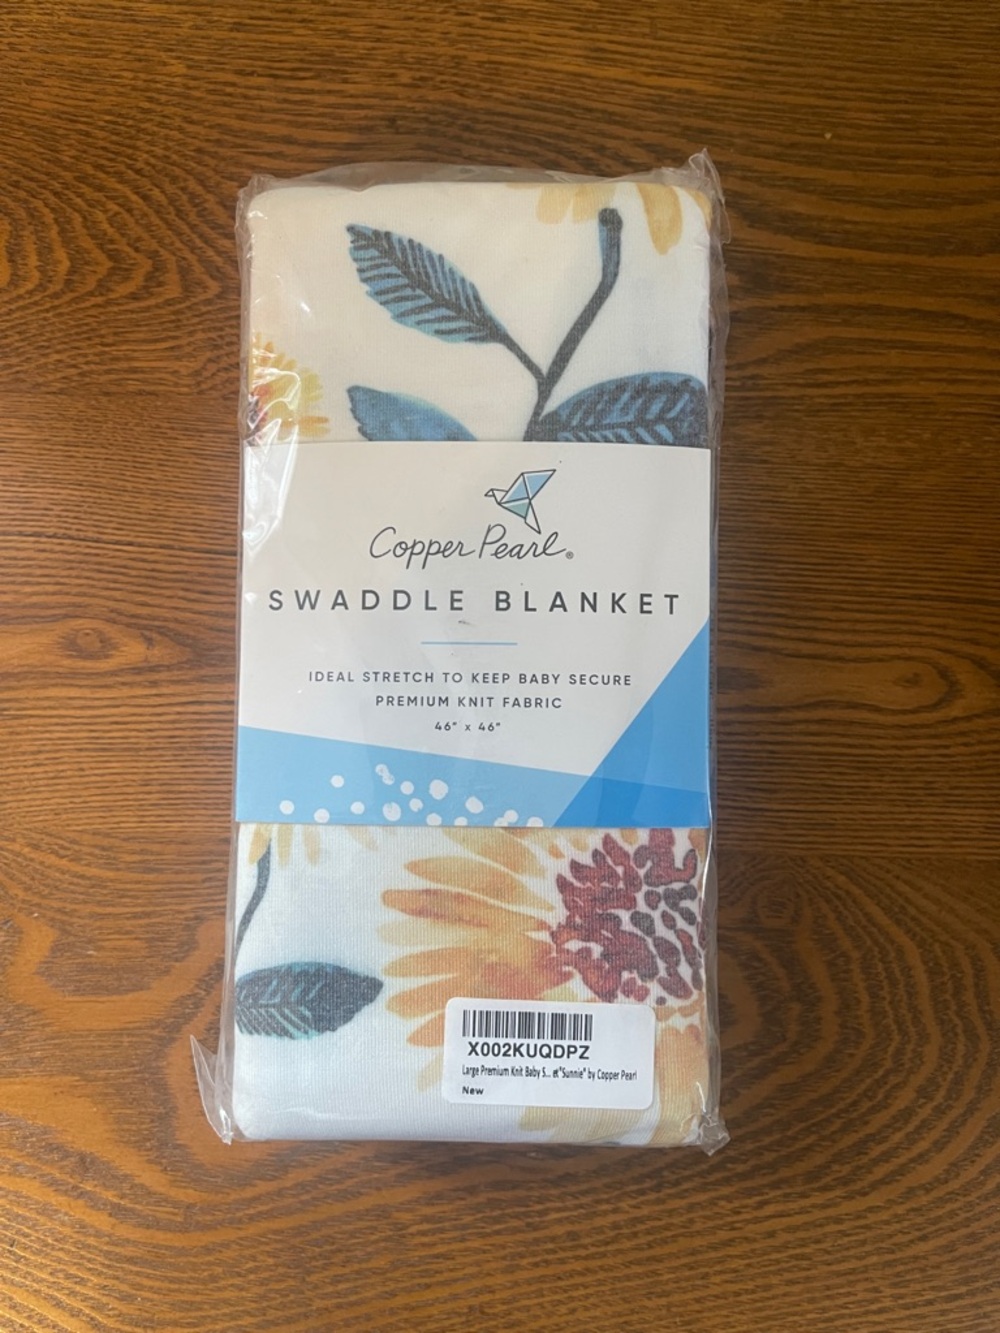 Copper Pearl®
SWADDLE BLANKET
IDEAL STRETCH TO KEEP BABY SECURE
PREMIUM KNIT FABRIC
46" x 46"
X002KUQDPZ
Large Premium Knit Baby S... et"Sunnie" by Copper Pearl
New